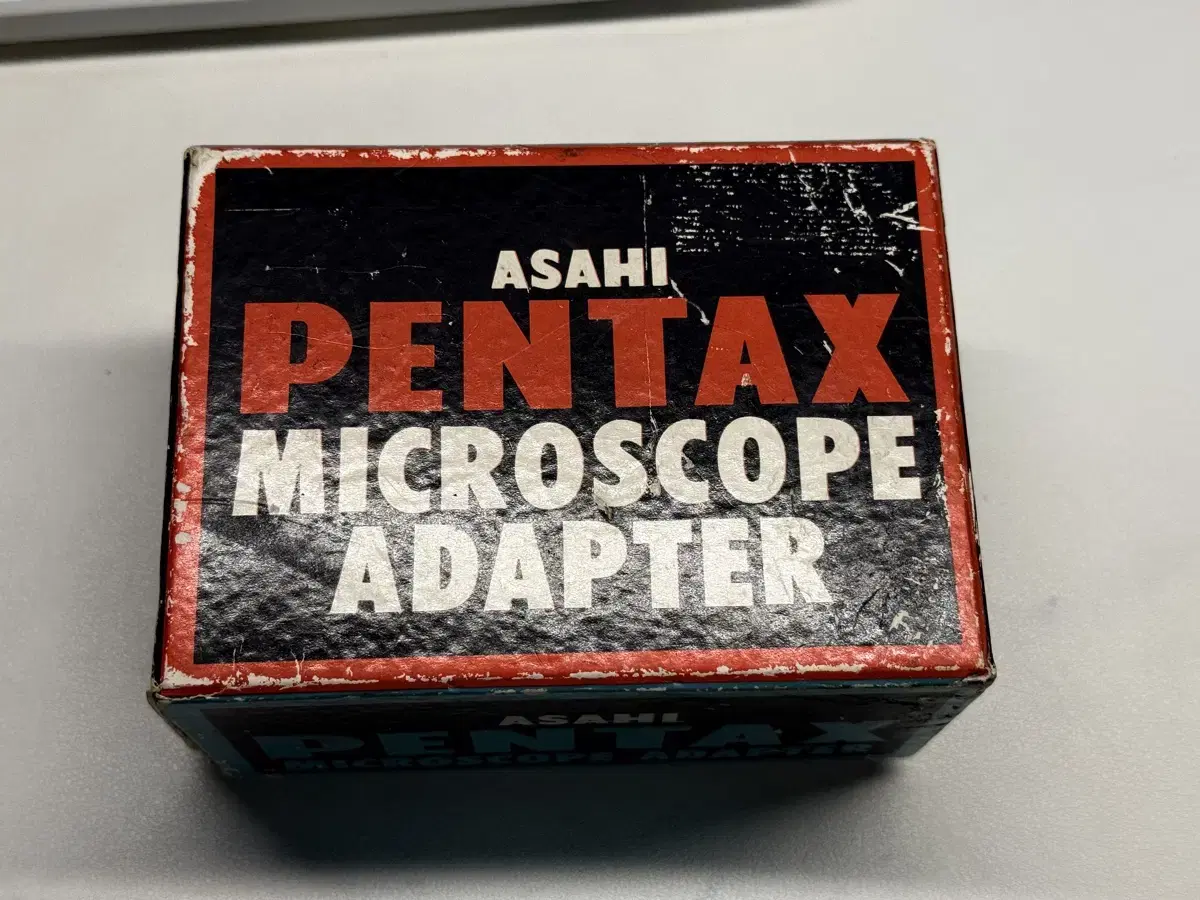 ASAHI
PENTAX
MICROSCOPE
ADAPTER
ASAHI
PENTAX
MICROSCOPE ADAPTER